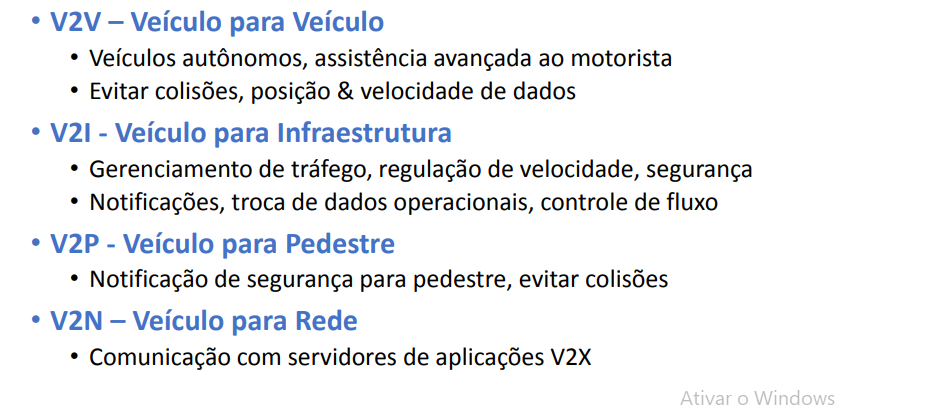 • V2V – Veículo para Veículo
• Veículos autônomos, assistência avançada ao motorista
• Evitar colisões, posição & velocidade de dados
• V2I - Veículo para Infraestrutura
• Gerenciamento de tráfego, regulação de velocidade, segurança
• Notificações, troca de dados operacionais, controle de fluxo
• V2P - Veículo para Pedestre
• Notificação de segurança para pedestre, evitar colisões
• V2N – Veículo para Rede
• Comunicação com servidores de aplicações V2X
Ativar o Windows